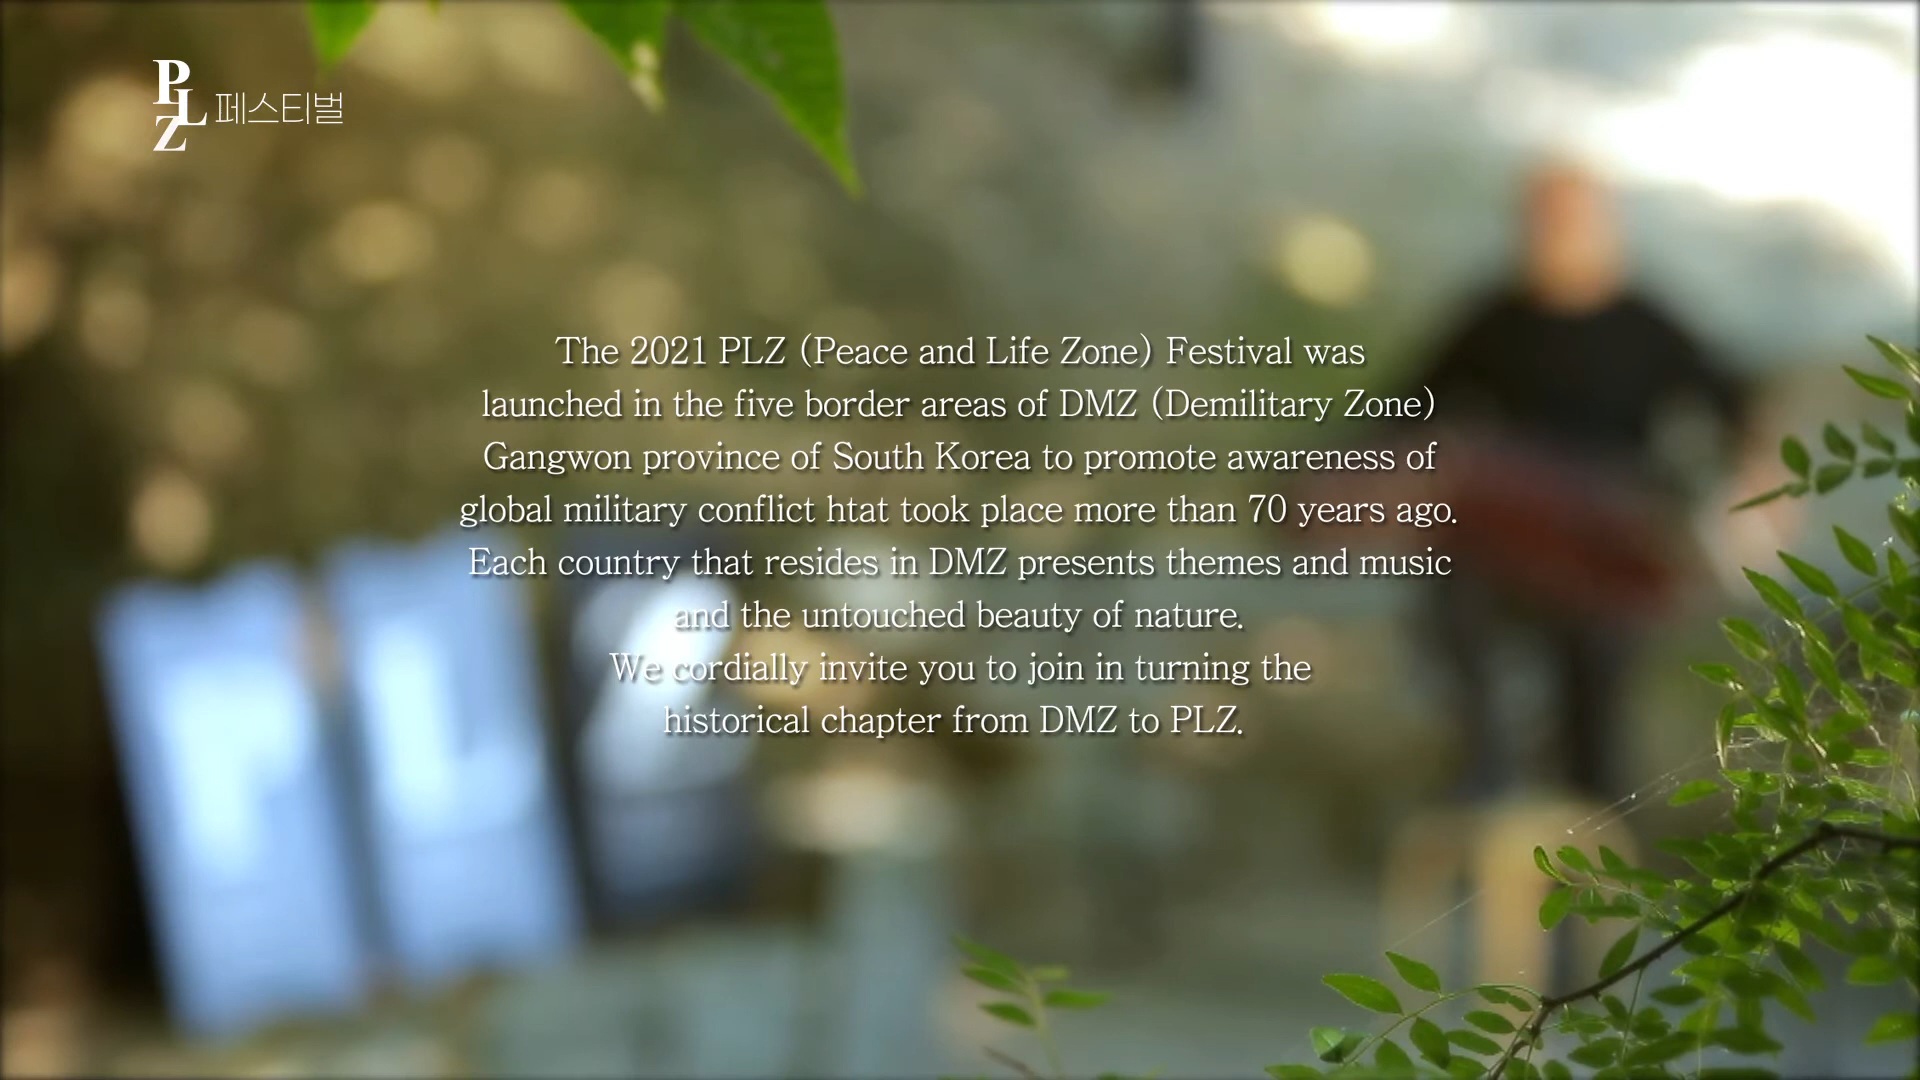 PLZ 페스티벌
The 2021 PLZ (Peace and Life Zone) Festival was
launched in the five border areas of DMZ (Demilitary Zone)
Gangwon province of South Korea to promote awareness of
global military conflict htat took place more than 70 years ago.
Each country that resides in DMZ presents themes and music
and the untouched beauty of nature.
We cordially invite you to join in turning the
historical chapter from DMZ to PLZ.